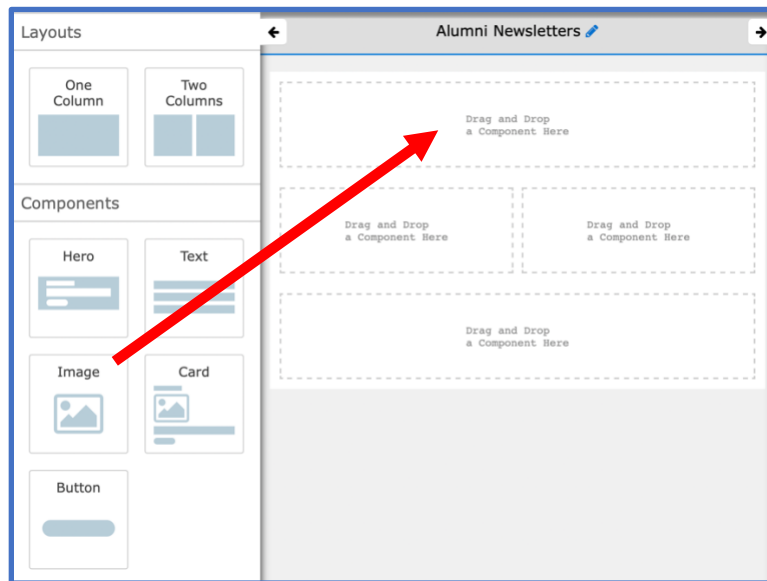 Layouts
Alumni Newsletters
One
Column
Two
Columns
Components
Hero
Text
Image
Card
Button
Drag and Drop
a Component Here
Drag and Drop
a Component Here
Drag and Drop
a Component Here
Drag and Drop
a Component Here